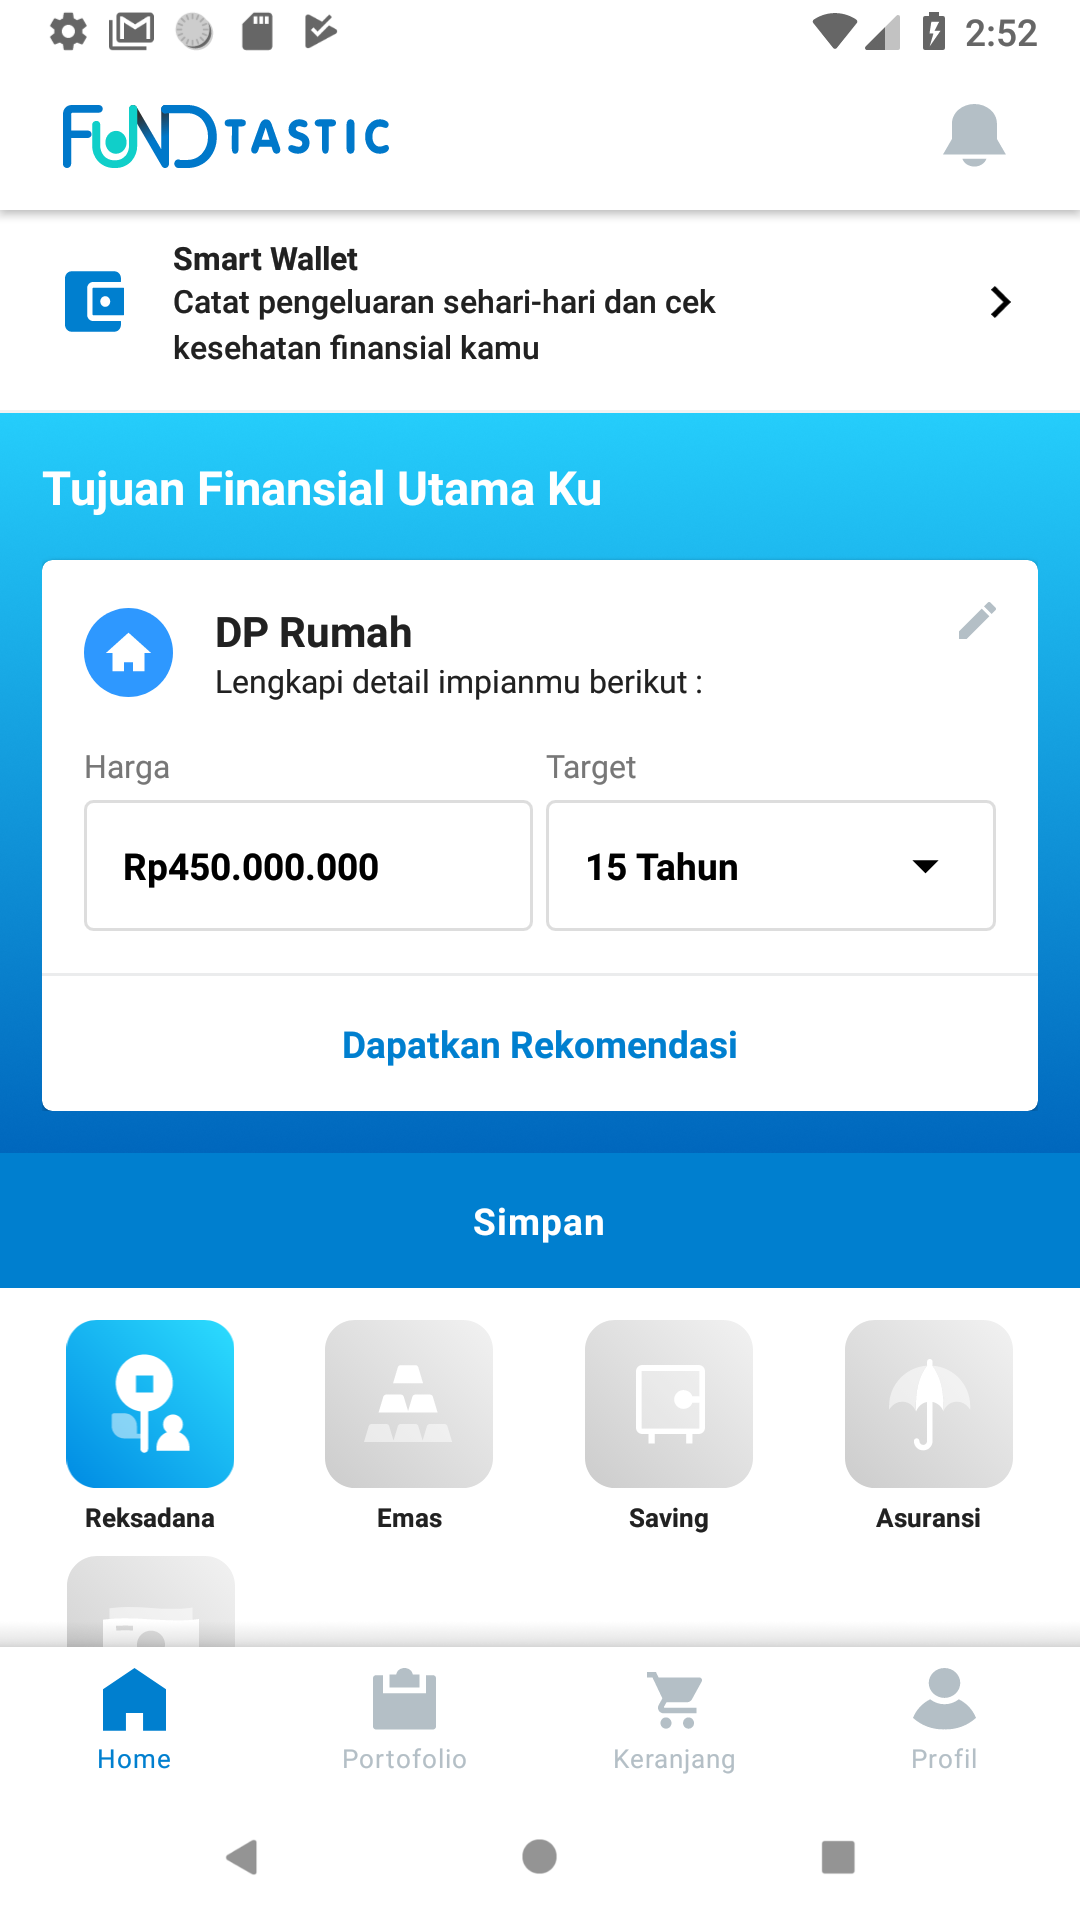 2:52
FUNDTASTIC
Smart Wallet
Catat pengeluaran sehari-hari dan cek
kesehatan finansial kamu
Tujuan Finansial Utama Ku
DP Rumah
Lengkapi detail impianmu berikut :
Harga
Target
Rp450.000.000
15 Tahun
Dapatkan Rekomendasi
Simpan
Reksadana
Emas
Saving
Asuransi
Home
Portofolio
Keranjang
Profil